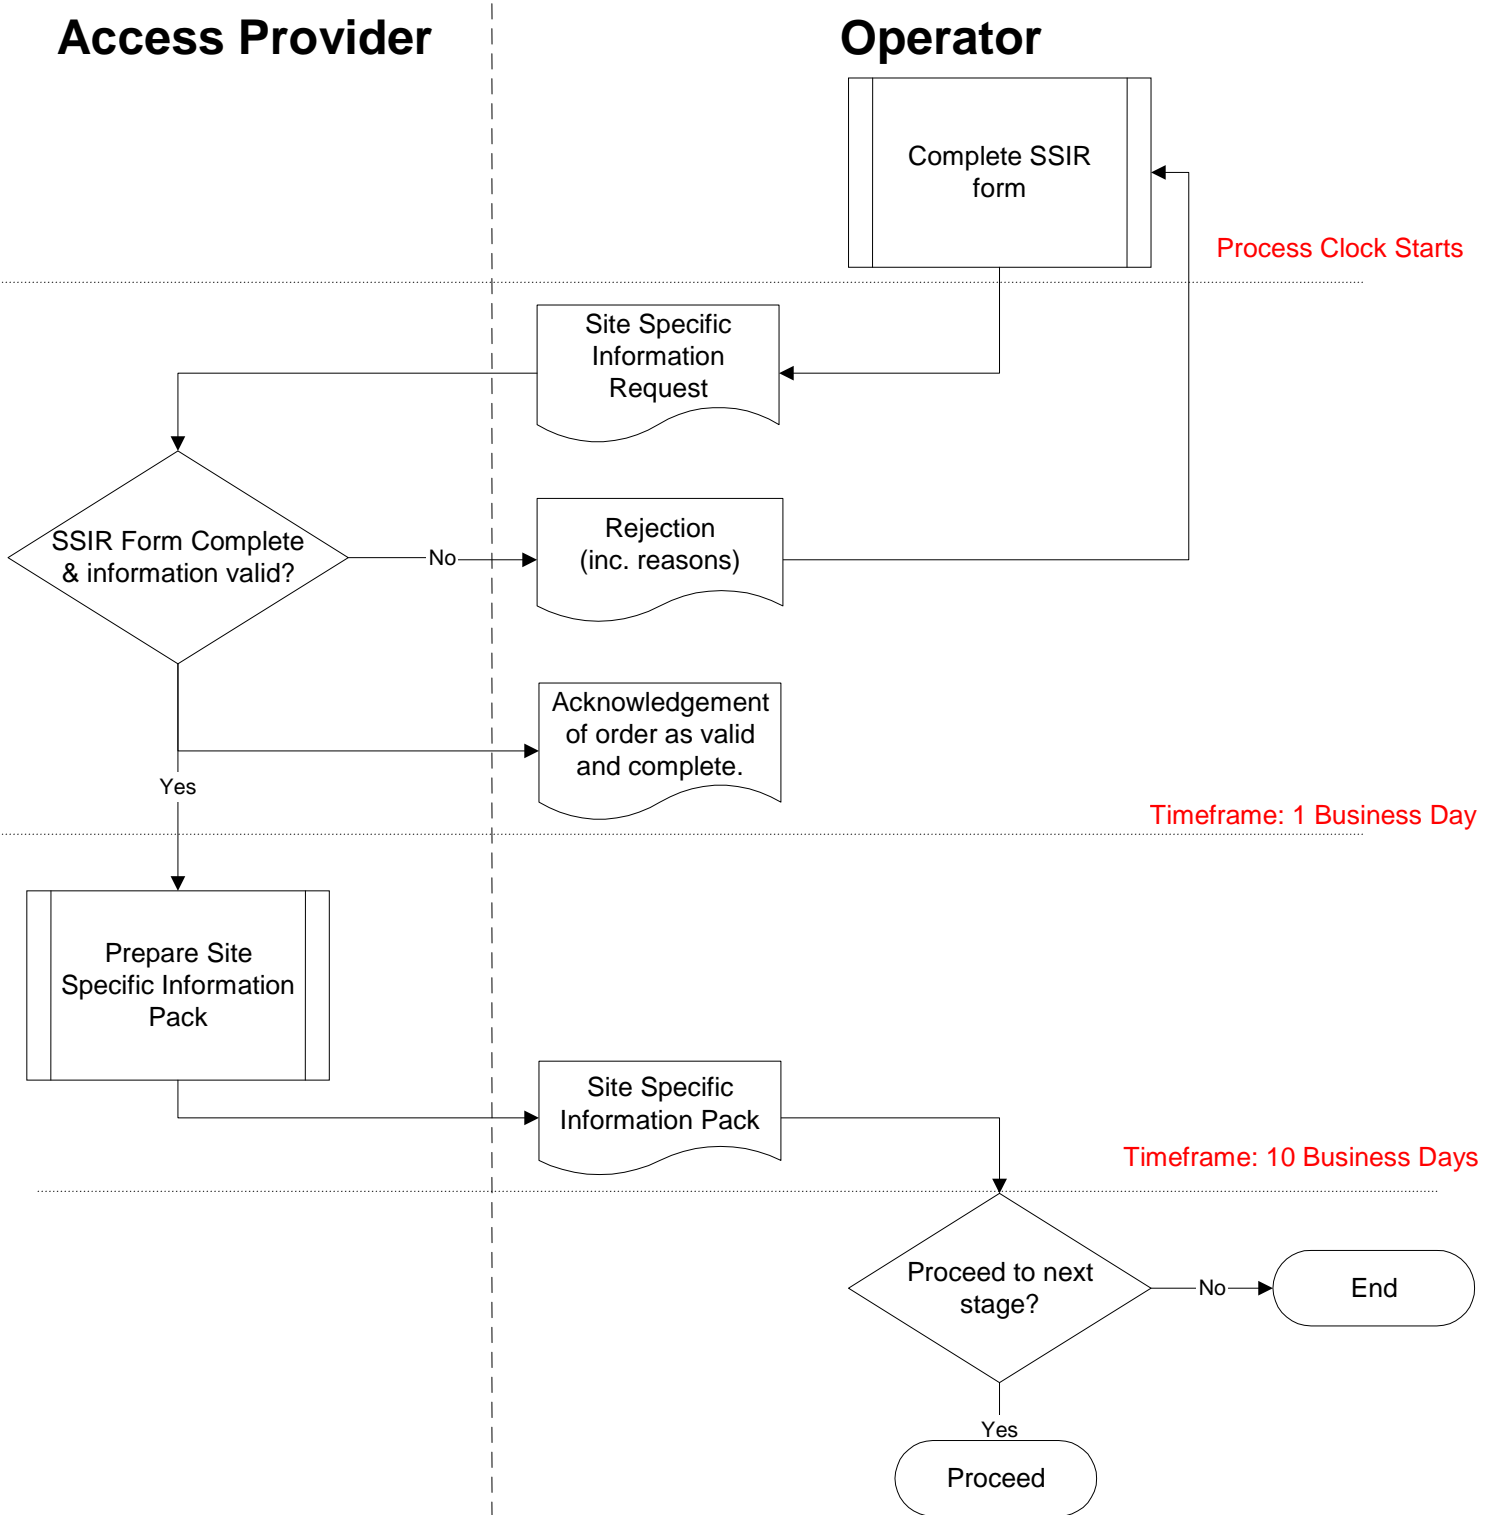 Access Provider
Operator
Complete SSIR
form
Process Clock Starts
Site Specific
Information
Request
SSIR Form Complete
& information valid?
No
Rejection
(inc. reasons)
Acknowledgement
of order as valid
and complete.
Yes
Timeframe: 1 Business Day
Prepare Site
Specific Information
Pack
Site Specific
Information Pack
Timeframe: 10 Business Days
Proceed to next
stage?
No
End
Yes
Proceed